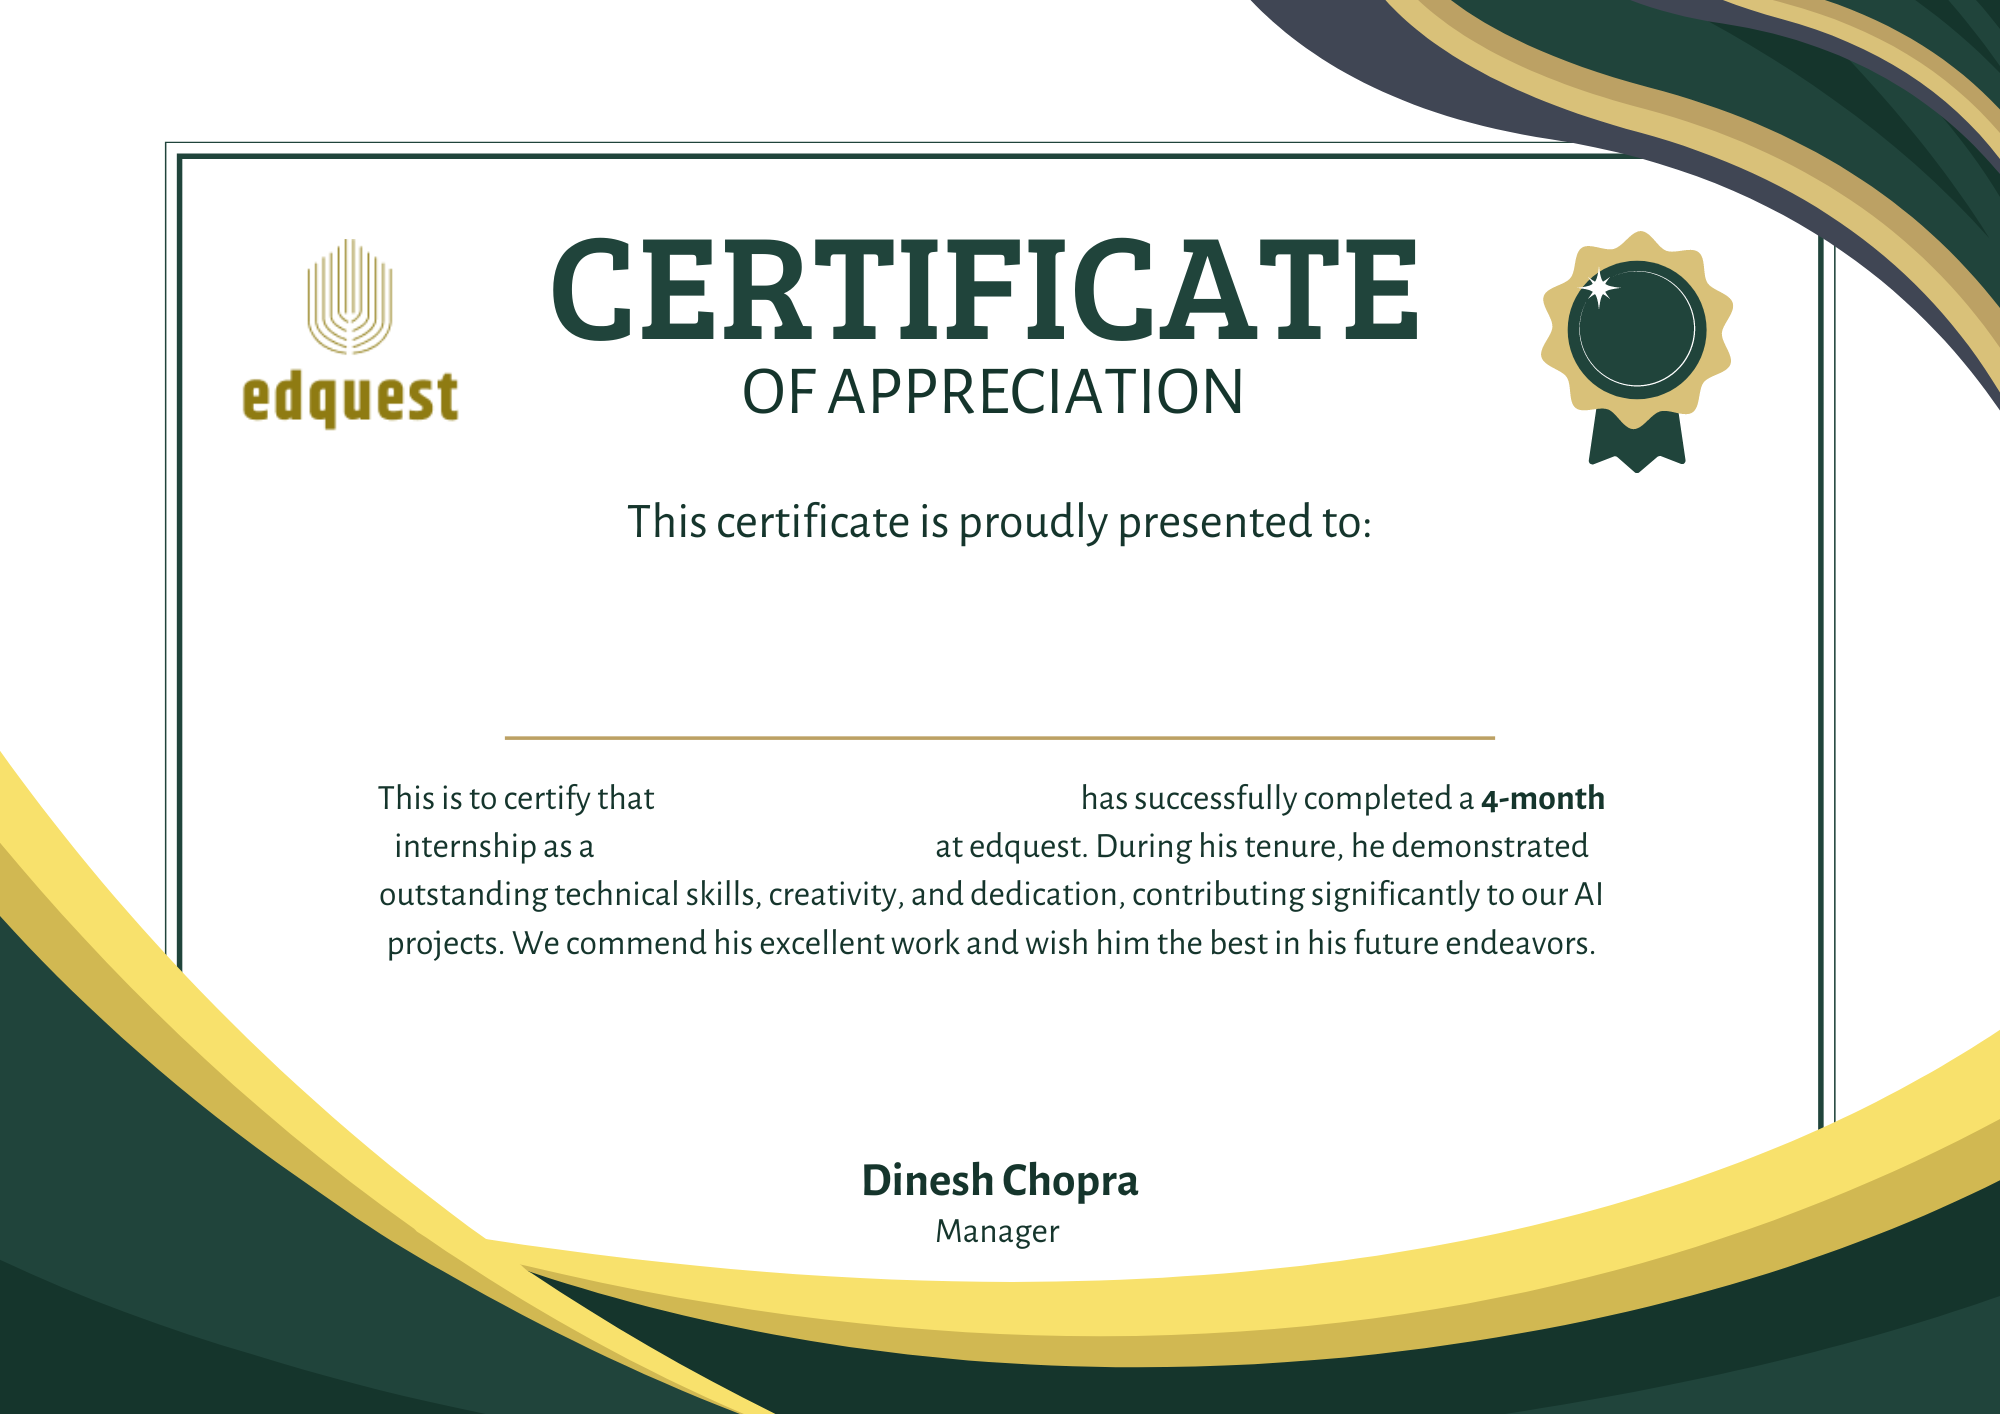 edquest
CERTIFICATE
OF APPRECIATION
This certificate is proudly presented to:
This is to certify that has successfully completed a 4-month
internship as a at edquest. During his tenure, he demonstrated
outstanding technical skills, creativity, and dedication, contributing significantly to our AI
projects. We commend his excellent work and wish him the best in his future endeavors.
Dinesh Chopra
Manager